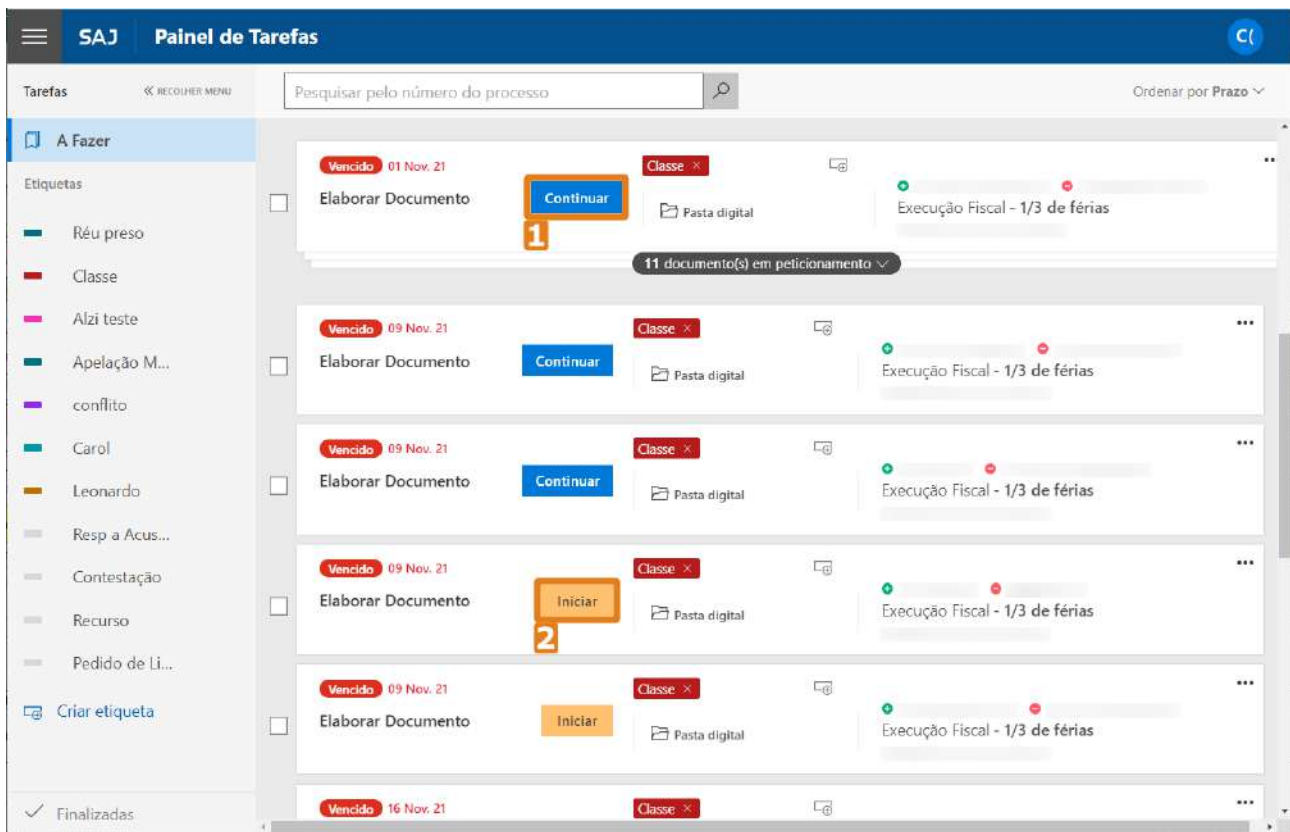 SAJ Painel de Tarefas C(
Tarefas RECOLHER MENU Pesquisar pelo número do processo Ordenar por Prazo
A Fazer
Etiquetas
Réu preso
Classe
Alzi teste
Apelação M...
conflito
Carol
Leonardo
Resp a Acus...
Contestação
Recurso
Pedido de Li...
Criar etiqueta
Finalizadas
Vencido 01 Nov. 21 Classe ×
Elaborar Documento Continuar Pasta digital Execução Fiscal - 1/3 de férias
1
11 documento(s) em peticionamento
Vencido 09 Nov. 21 Classe ×
Elaborar Documento Continuar Pasta digital Execução Fiscal - 1/3 de férias
Vencido 09 Nov. 21 Classe ×
Elaborar Documento Continuar Pasta digital Execução Fiscal - 1/3 de férias
Vencido 09 Nov. 21 Classe ×
Elaborar Documento Iniciar Pasta digital Execução Fiscal - 1/3 de férias
2
Vencido 09 Nov. 21 Classe ×
Elaborar Documento Iniciar Pasta digital Execução Fiscal - 1/3 de férias
Vencido 16 Nov. 21 Classe ×